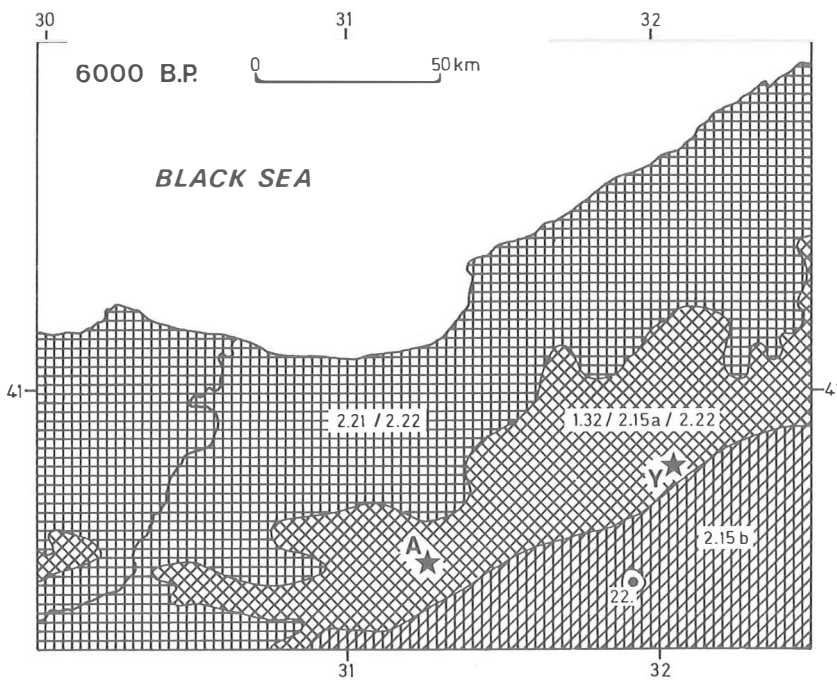 30 31 32
6000 B.P.
0 50 km
BLACK SEA
41 41
2.21 / 2.22
1.32 / 2.15a / 2.22
Y
A
2.15 b
22.
31 32